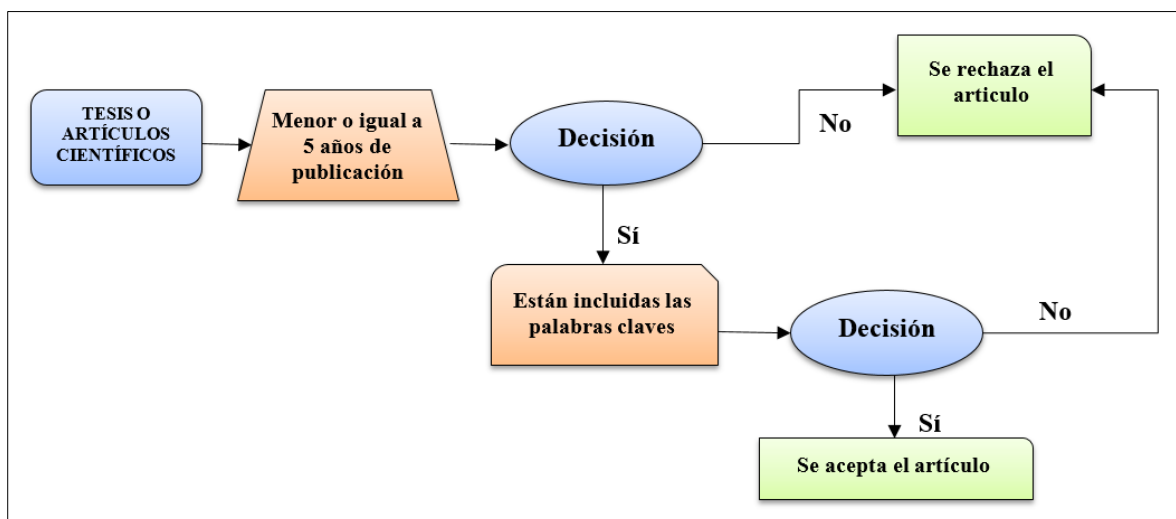 TESIS O
ARTÍCULOS
CIENTÍFICOS
Menor o igual a
5 años de
publicación
Decisión
No
Se rechaza el
articulo
Sí
Están incluidas las
palabras claves
Decisión
No
Sí
Se acepta el artículo